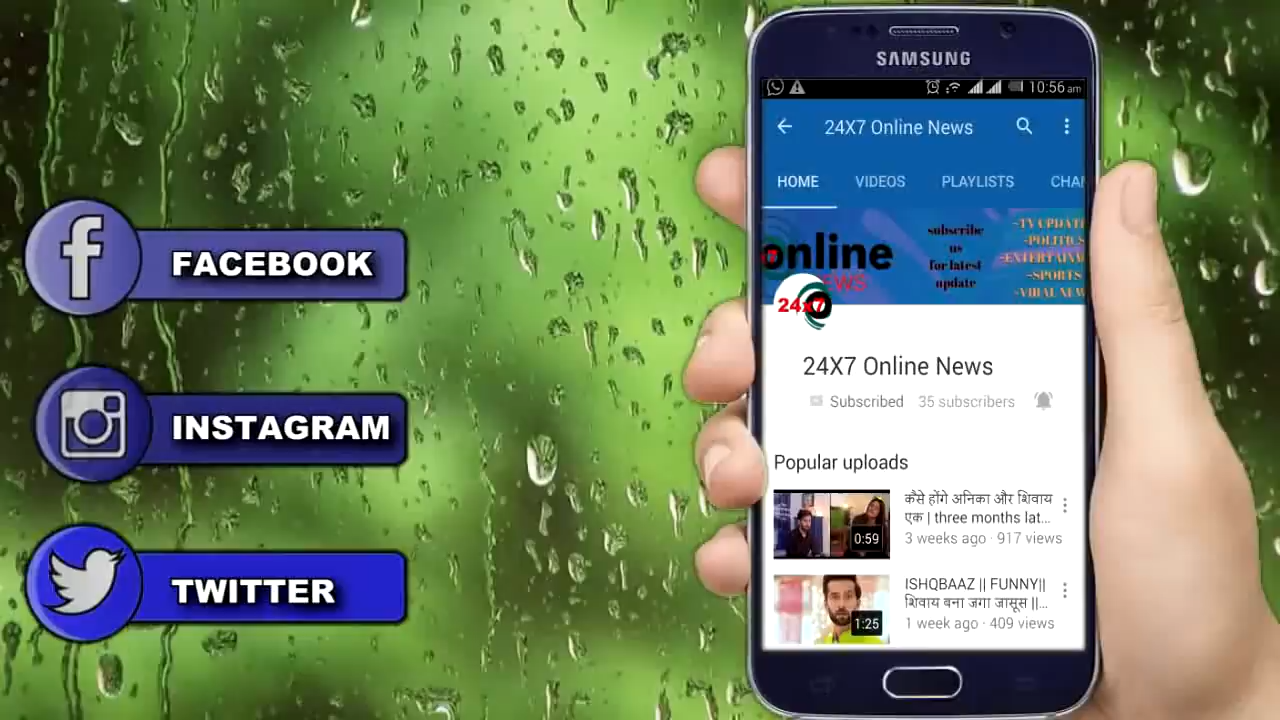 FACEBOOK
INSTAGRAM
TWITTER
SAMSUNG
10:56 am
24X7 Online News
HOME VIDEOS PLAYLISTS CHAN
online
NEWS
subscribe
us
for latest
update
~TV UPDATE
~POLITICS
~ENTERTAINM
~SPORTS
~VIRAL NEW
24x7
24X7 Online News
Subscribed 35 subscribers
Popular uploads
0:59
कैसे होंगे अनिका और शिवाय
एक | three months lat...
3 weeks ago · 917 views
1:25
ISHQBAAZ || FUNNY||
शिवाय बना जगा जासूस ||...
1 week ago · 409 views